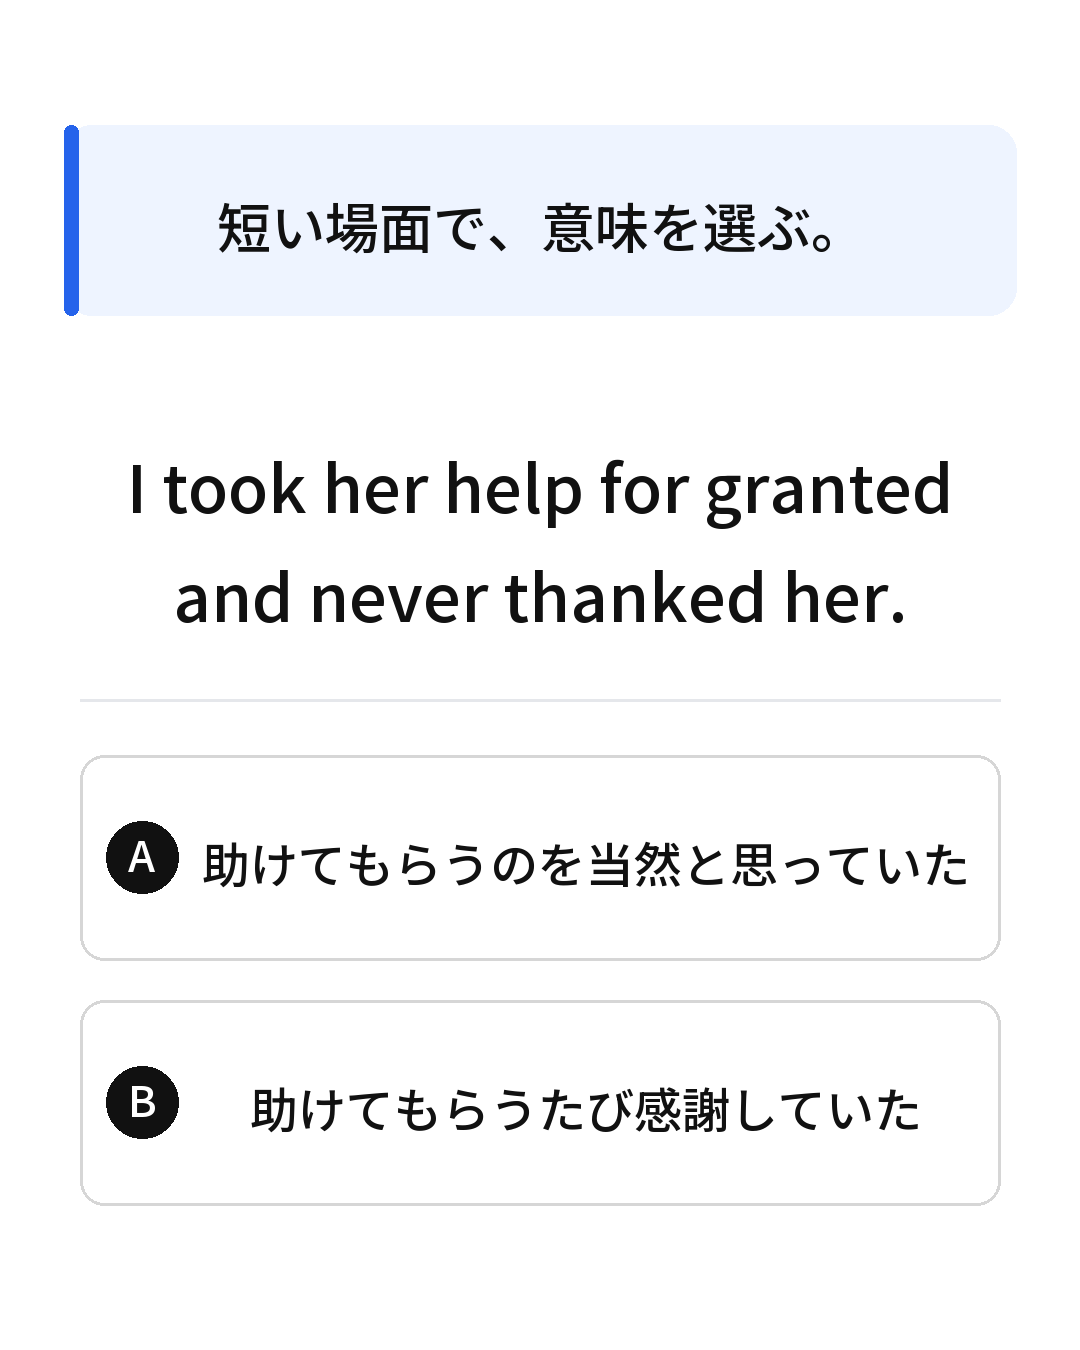 短い場面で、意味を選ぶ。
I took her help for granted
and never thanked her.
A 助けてもらうのを当然と思っていた
B 助けてもらうたび感謝していた